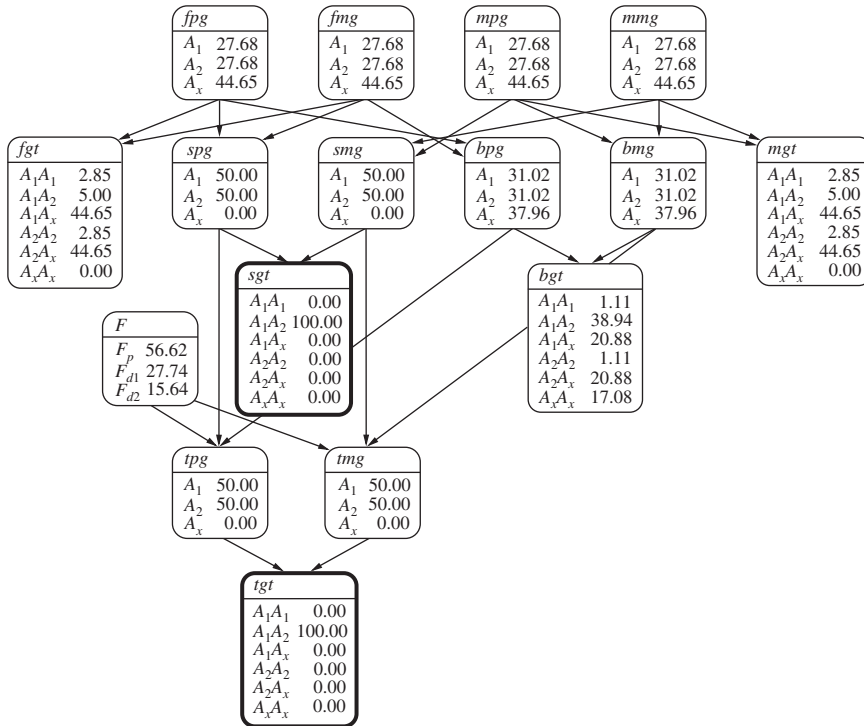 fpg
A1 27.68
A2 27.68
Ax 44.65
fmg
A1 27.68
A2 27.68
Ax 44.65
mpg
A1 27.68
A2 27.68
Ax 44.65
mmg
A1 27.68
A2 27.68
Ax 44.65
fgt
A1A1 2.85
A1A2 5.00
A1Ax 44.65
A2A2 2.85
A2Ax 44.65
AxAx 0.00
spg
A1 50.00
A2 50.00
Ax 0.00
smg
A1 50.00
A2 50.00
Ax 0.00
bpg
A1 31.02
A2 31.02
Ax 37.96
bmg
A1 31.02
A2 31.02
Ax 37.96
mgt
A1A1 2.85
A1A2 5.00
A1Ax 44.65
A2A2 2.85
A2Ax 44.65
AxAx 0.00
sgt
A1A1 0.00
A1A2 100.00
A1Ax 0.00
A2A2 0.00
A2Ax 0.00
AxAx 0.00
bgt
A1A1 1.11
A1A2 38.94
A1Ax 20.88
A2A2 1.11
A2Ax 20.88
AxAx 17.08
F
Fp 56.62
Fd1 27.74
Fd2 15.64
tpg
A1 50.00
A2 50.00
Ax 0.00
tmg
A1 50.00
A2 50.00
Ax 0.00
tgt
A1A1 0.00
A1A2 100.00
A1Ax 0.00
A2A2 0.00
A2Ax 0.00
AxAx 0.00